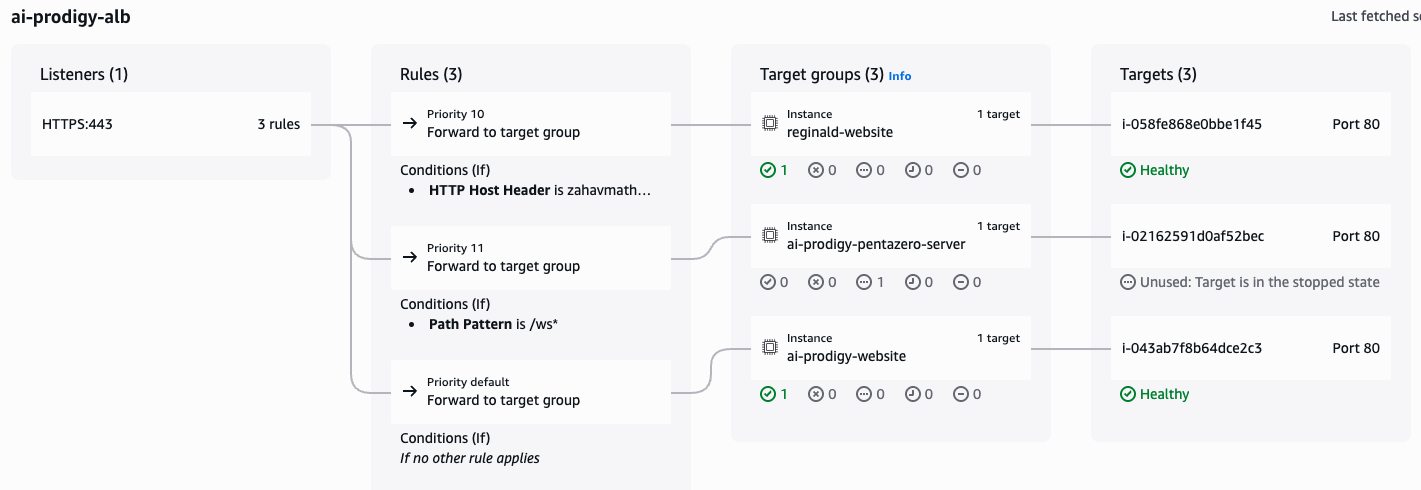 ai-prodigy-alb
Last fetched
Listeners (1)
HTTPS:443 3 rules
Rules (3)
Priority 10
Forward to target group
Conditions (If)
• HTTP Host Header is zahavmath…
Priority 11
Forward to target group
Conditions (If)
• Path Pattern is /ws*
Priority default
Forward to target group
Conditions (If)
If no other rule applies
Target groups (3) Info
Instance 1 target
reginald-website
1 0 0 0 0
Instance 1 target
ai-prodigy-pentazero-server
0 0 1 0 0
Instance 1 target
ai-prodigy-website
1 0 0 0 0
Targets (3)
i-058fe868e0bbe1f45 Port 80
Healthy
i-02162591d0af52bec Port 80
Unused: Target is in the stopped state
i-043ab7f8b64dce2c3 Port 80
Healthy